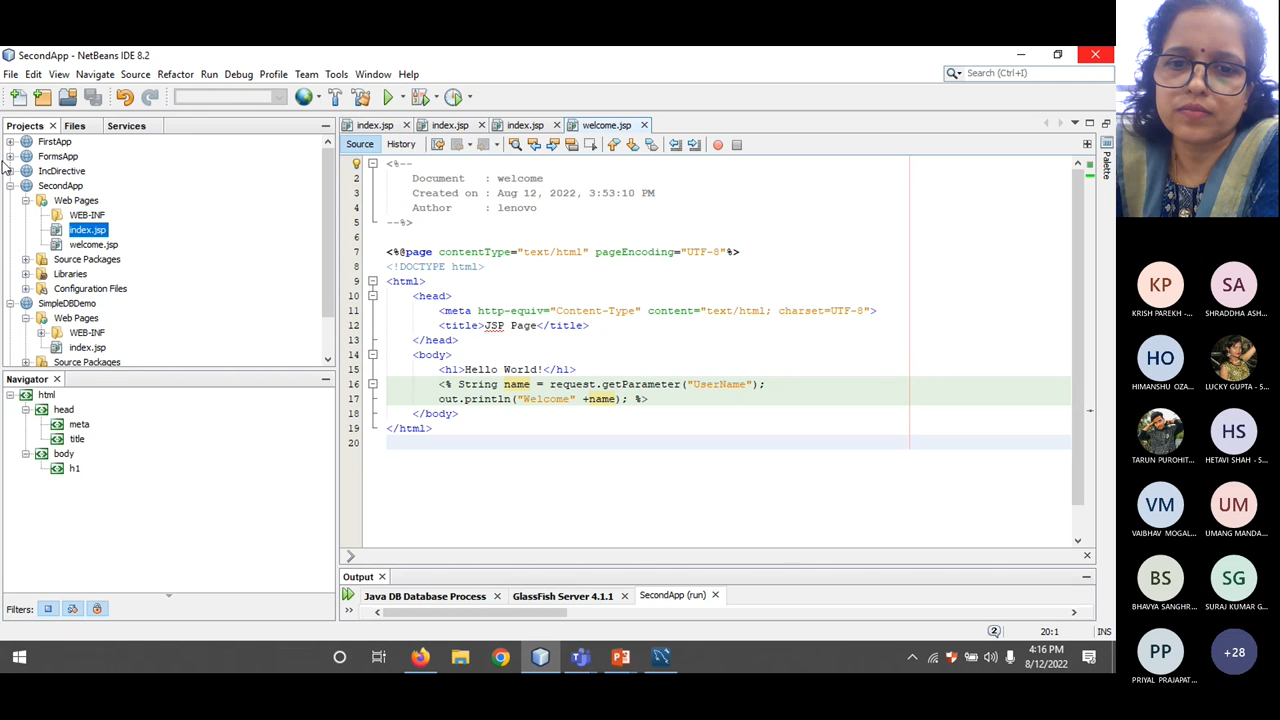 SecondApp - NetBeans IDE 8.2
File Edit View Navigate Source Refactor Run Debug Profile Team Tools Window Help
Search (Ctrl+I)
Projects Files Services
index.jsp index.jsp index.jsp welcome.jsp
Source History
Palette
FirstApp
FormsApp
IncDirective
SecondApp
Web Pages
WEB-INF
index.jsp
welcome.jsp
Source Packages
Libraries
Configuration Files
SimpleDBDemo
Web Pages
WEB-INF
index.jsp
Source Packages
Navigator
html
head
meta
title
body
h1
Filters:
1 <%--
2 Document : welcome
3 Created on : Aug 12, 2022, 3:53:10 PM
4 Author : lenovo
5 --%>
6
7 <%@page contentType="text/html" pageEncoding="UTF-8"%>
8 <!DOCTYPE html>
9 <html>
10 <head>
11 <meta http-equiv="Content-Type" content="text/html; charset=UTF-8">
12 <title>JSP Page</title>
13 </head>
14 <body>
15 <h1>Hello World!</h1>
16 <% String name = request.getParameter("UserName");
17 out.println("Welcome" +name); %>
18 </body>
19 </html>
20
Output
Java DB Database Process GlassFish Server 4.1.1 SecondApp (run)
2 20:1 INS
4:16 PM
8/12/2022
KP SA
KRISH PAREKH -... SHRADDHA ASH...
HO
HIMANSHU OZA... LUCKY GUPTA - S...
HS
TARUN PUROHIT... HETAVI SHAH - S...
VM UM
VAIBHAV MOGAL... UMANG MANDA...
BS SG
BHAVYA SANGHR... SURAJ KUMAR G...
PP +28
PRIYAL PRAJAPAT...